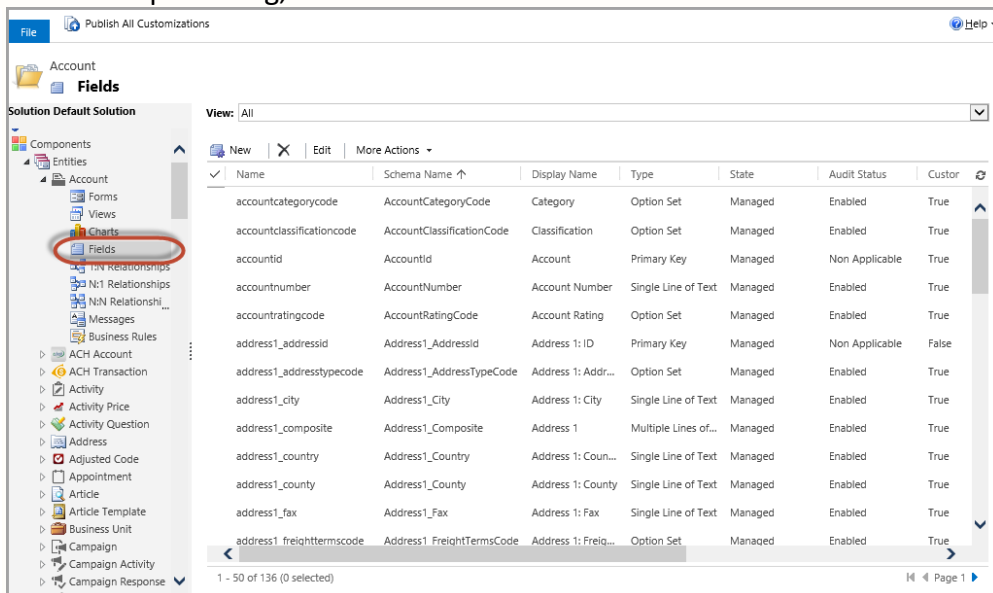 File Publish All Customizations Help
Account
Fields
Solution Default Solution
View: All
Components
Entities
Account
Forms
Views
Charts
Fields
1:N Relationships
N:1 Relationships
N:N Relationshi...
Messages
Business Rules
ACH Account
ACH Transaction
Activity
Activity Price
Activity Question
Address
Adjusted Code
Appointment
Article
Article Template
Business Unit
Campaign
Campaign Activity
Campaign Response
New Edit More Actions
Name Schema Name Display Name Type State Audit Status Custor
accountcategorycode AccountCategoryCode Category Option Set Managed Enabled True
accountclassificationcode AccountClassificationCode Classification Option Set Managed Enabled True
accountid AccountId Account Primary Key Managed Non Applicable True
accountnumber AccountNumber Account Number Single Line of Text Managed Enabled True
accountratingcode AccountRatingCode Account Rating Option Set Managed Enabled True
address1_addressid Address1_AddressId Address 1: ID Primary Key Managed Non Applicable False
address1_addresstypecode Address1_AddressTypeCode Address 1: Addr... Option Set Managed Enabled True
address1_city Address1_City Address 1: City Single Line of Text Managed Enabled True
address1_composite Address1_Composite Address 1 Multiple Lines of... Managed Enabled True
address1_country Address1_Country Address 1: Coun... Single Line of Text Managed Enabled True
address1_county Address1_County Address 1: County Single Line of Text Managed Enabled True
address1_fax Address1_Fax Address 1: Fax Single Line of Text Managed Enabled True
address1_freighttermscode Address1_FreightTermsCode Address 1: Freig... Option Set Managed Enabled True
1 - 50 of 136 (0 selected) Page 1